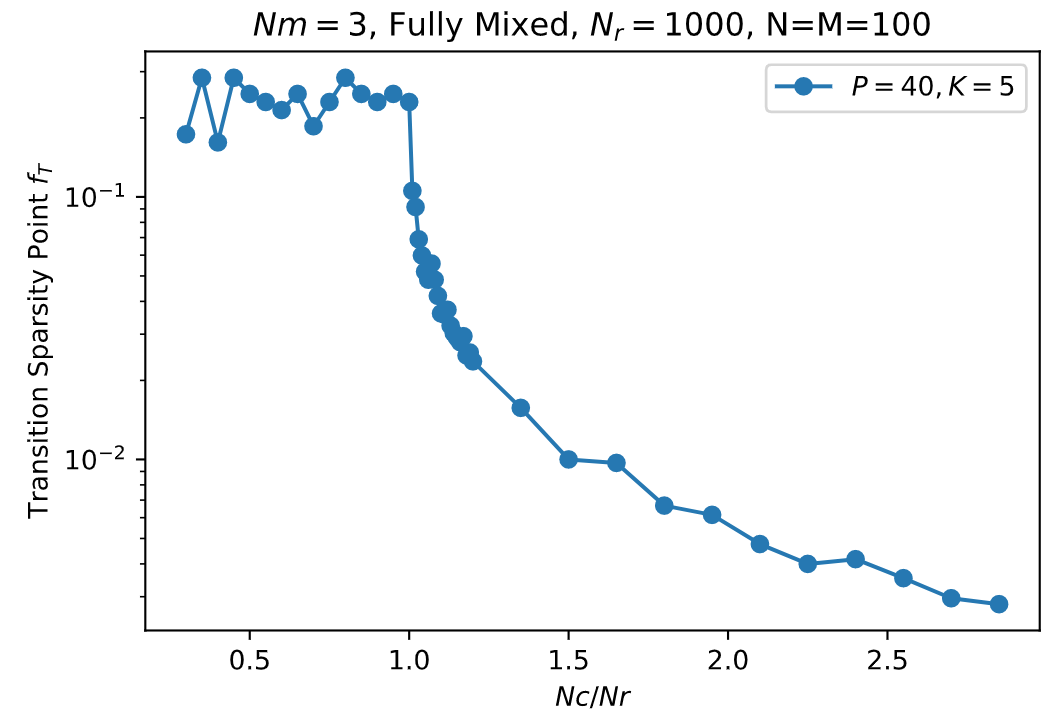 Nm = 3, Fully Mixed, Nᵣ = 1000, N=M=100
P = 40, K = 5
Transition Sparsity Point f_T
10⁻¹
10⁻²
0.5 1.0 1.5 2.0 2.5
Nc/Nr